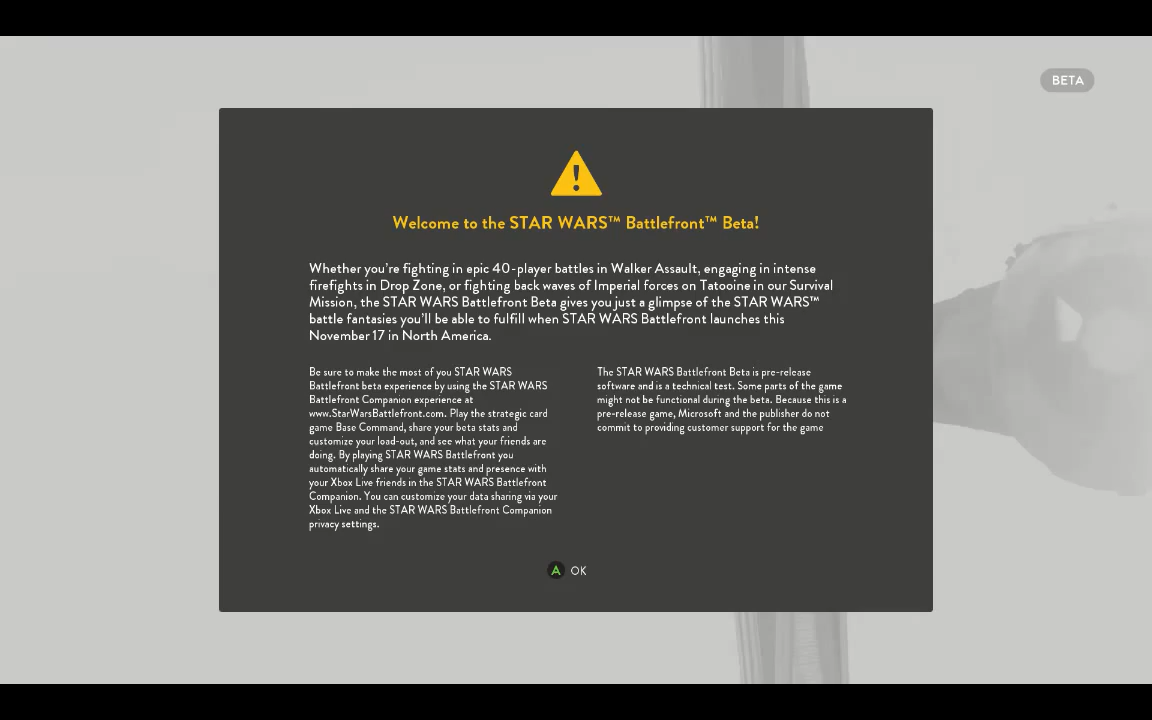 BETA
!
Welcome to the STAR WARS™ Battlefront™ Beta!
Whether you're fighting in epic 40-player battles in Walker Assault, engaging in intense
firefights in Drop Zone, or fighting back waves of Imperial forces on Tatooine in our Survival
Mission, the STAR WARS Battlefront Beta gives you just a glimpse of the STAR WARS™
battle fantasies you'll be able to fulfill when STAR WARS Battlefront launches this
November 17 in North America.
Be sure to make the most of you STAR WARS
Battlefront beta experience by using the STAR WARS
Battlefront Companion experience at
www.StarWarsBattlefront.com. Play the strategic card
game Base Command, share your beta stats and
customize your load-out, and see what your friends are
doing. By playing STAR WARS Battlefront you
automatically share your game stats and presence with
your Xbox Live friends in the STAR WARS Battlefront
Companion. You can customize your data sharing via your
Xbox Live and the STAR WARS Battlefront Companion
privacy settings.
The STAR WARS Battlefront Beta is pre-release
software and is a technical test. Some parts of the game
might not be functional during the beta. Because this is a
pre-release game, Microsoft and the publisher do not
commit to providing customer support for the game
A OK